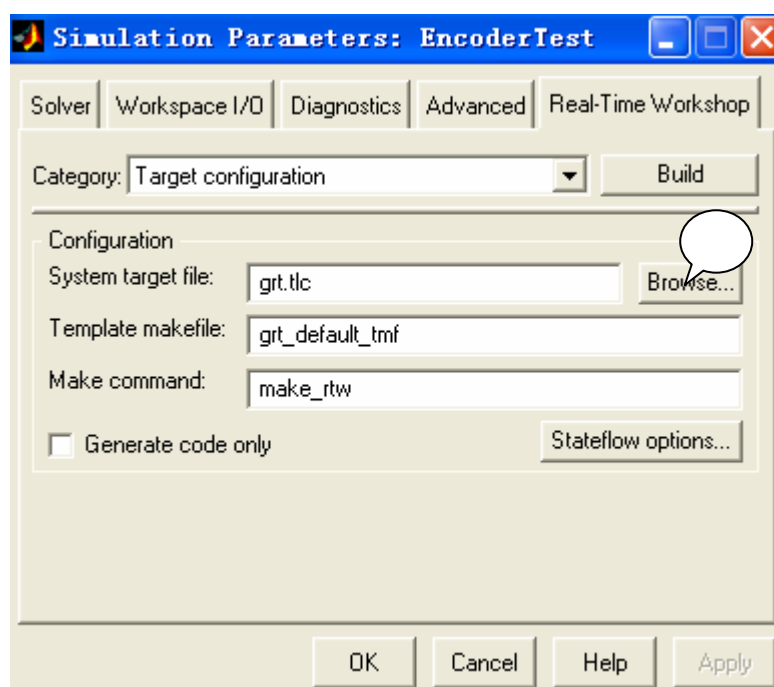 Simulation Parameters: EncoderTest
Solver Workspace I/O Diagnostics Advanced Real-Time Workshop
Category: Target configuration Build
Configuration
System target file: grt.tlc Browse...
Template makefile: grt_default_tmf
Make command: make_rtw
Generate code only Stateflow options...
OK Cancel Help Apply